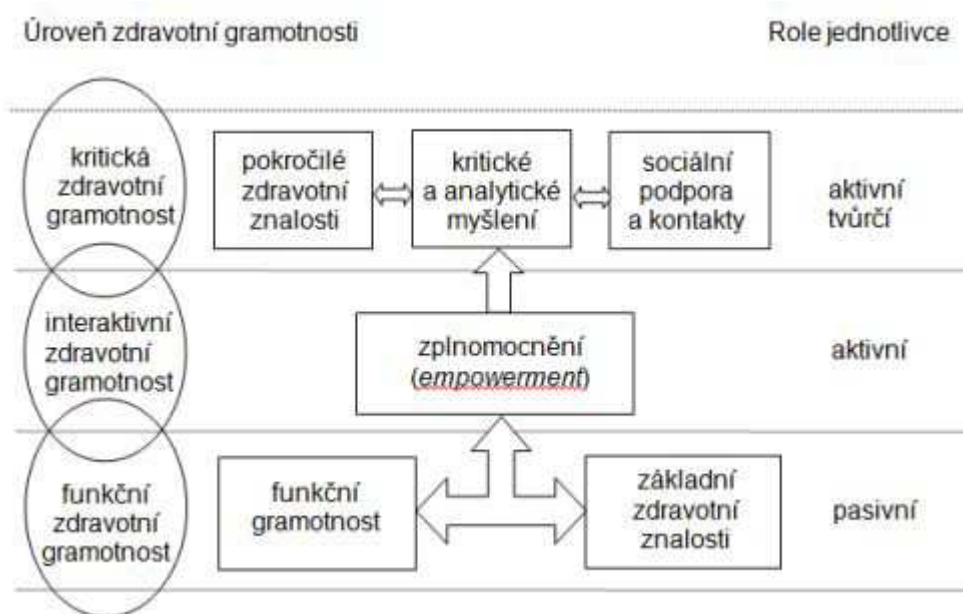 Úroveň zdravotní gramotnosti
Role jednotlivce
kritická
zdravotní
gramotnost
pokročilé
zdravotní
znalosti
kritické
a analytické
myšlení
sociální
podpora
a kontakty
aktivní
tvůrčí
interaktivní
zdravotní
gramotnost
zplnomocnění
(empowerment)
aktivní
funkční
zdravotní
gramotnost
funkční
gramotnost
základní
zdravotní
znalosti
pasivní